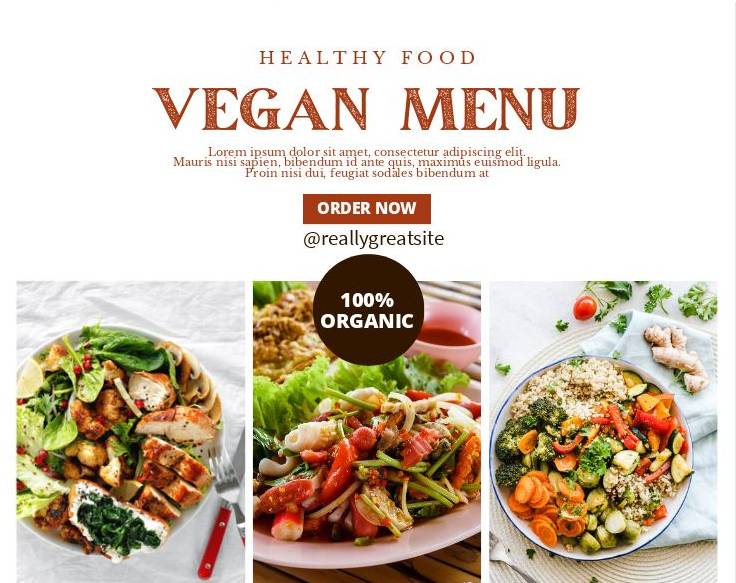 HEALTHY FOOD
VEGAN MENU
Lorem ipsum dolor sit amet, consectetur adipiscing elit.
Mauris nisi sapien, bibendum id ante quis, maximus euismod ligula.
Proin nisi dui, feugiat sodales bibendum at
ORDER NOW
@reallygreatsite
100%
ORGANIC